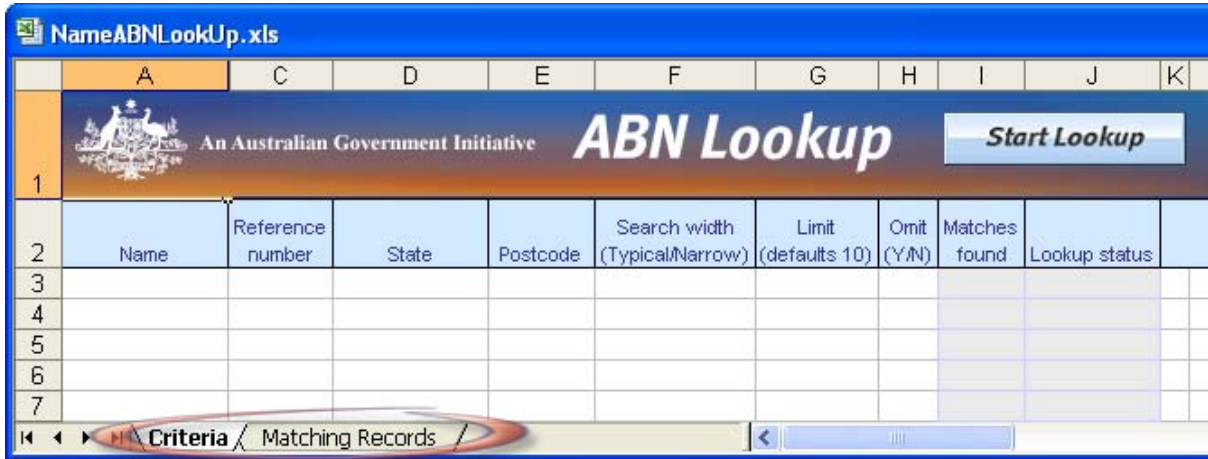 NameABNLookUp.xls
A C D E F G H I J K
1 An Australian Government Initiative ABN Lookup Start Lookup
2 Name Reference number State Postcode Search width (Typical/Narrow) Limit (defaults 10) Omit (Y/N) Matches found Lookup status
3
4
5
6
7
Criteria Matching Records